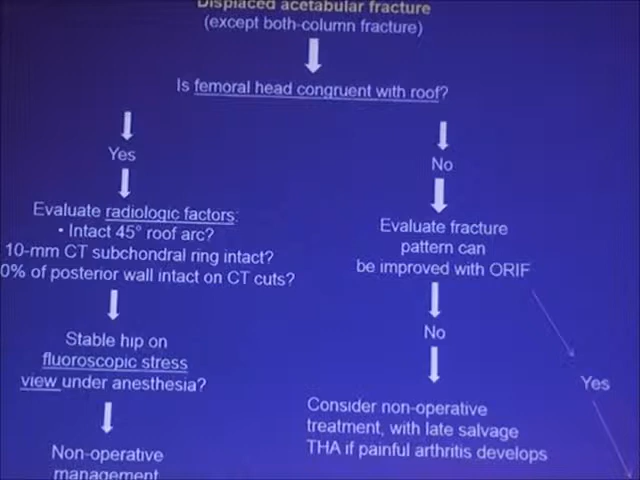 Displaced acetabular fracture
(except both-column fracture)
Is femoral head congruent with roof?
Yes
No
Evaluate radiologic factors:
• Intact 45° roof arc?
10-mm CT subchondral ring intact?
0% of posterior wall intact on CT cuts?
Evaluate fracture
pattern can
be improved with ORIF
Stable hip on
fluoroscopic stress
view under anesthesia?
No
Yes
Consider non-operative
treatment, with late salvage
THA if painful arthritis develops
Non-operative
management